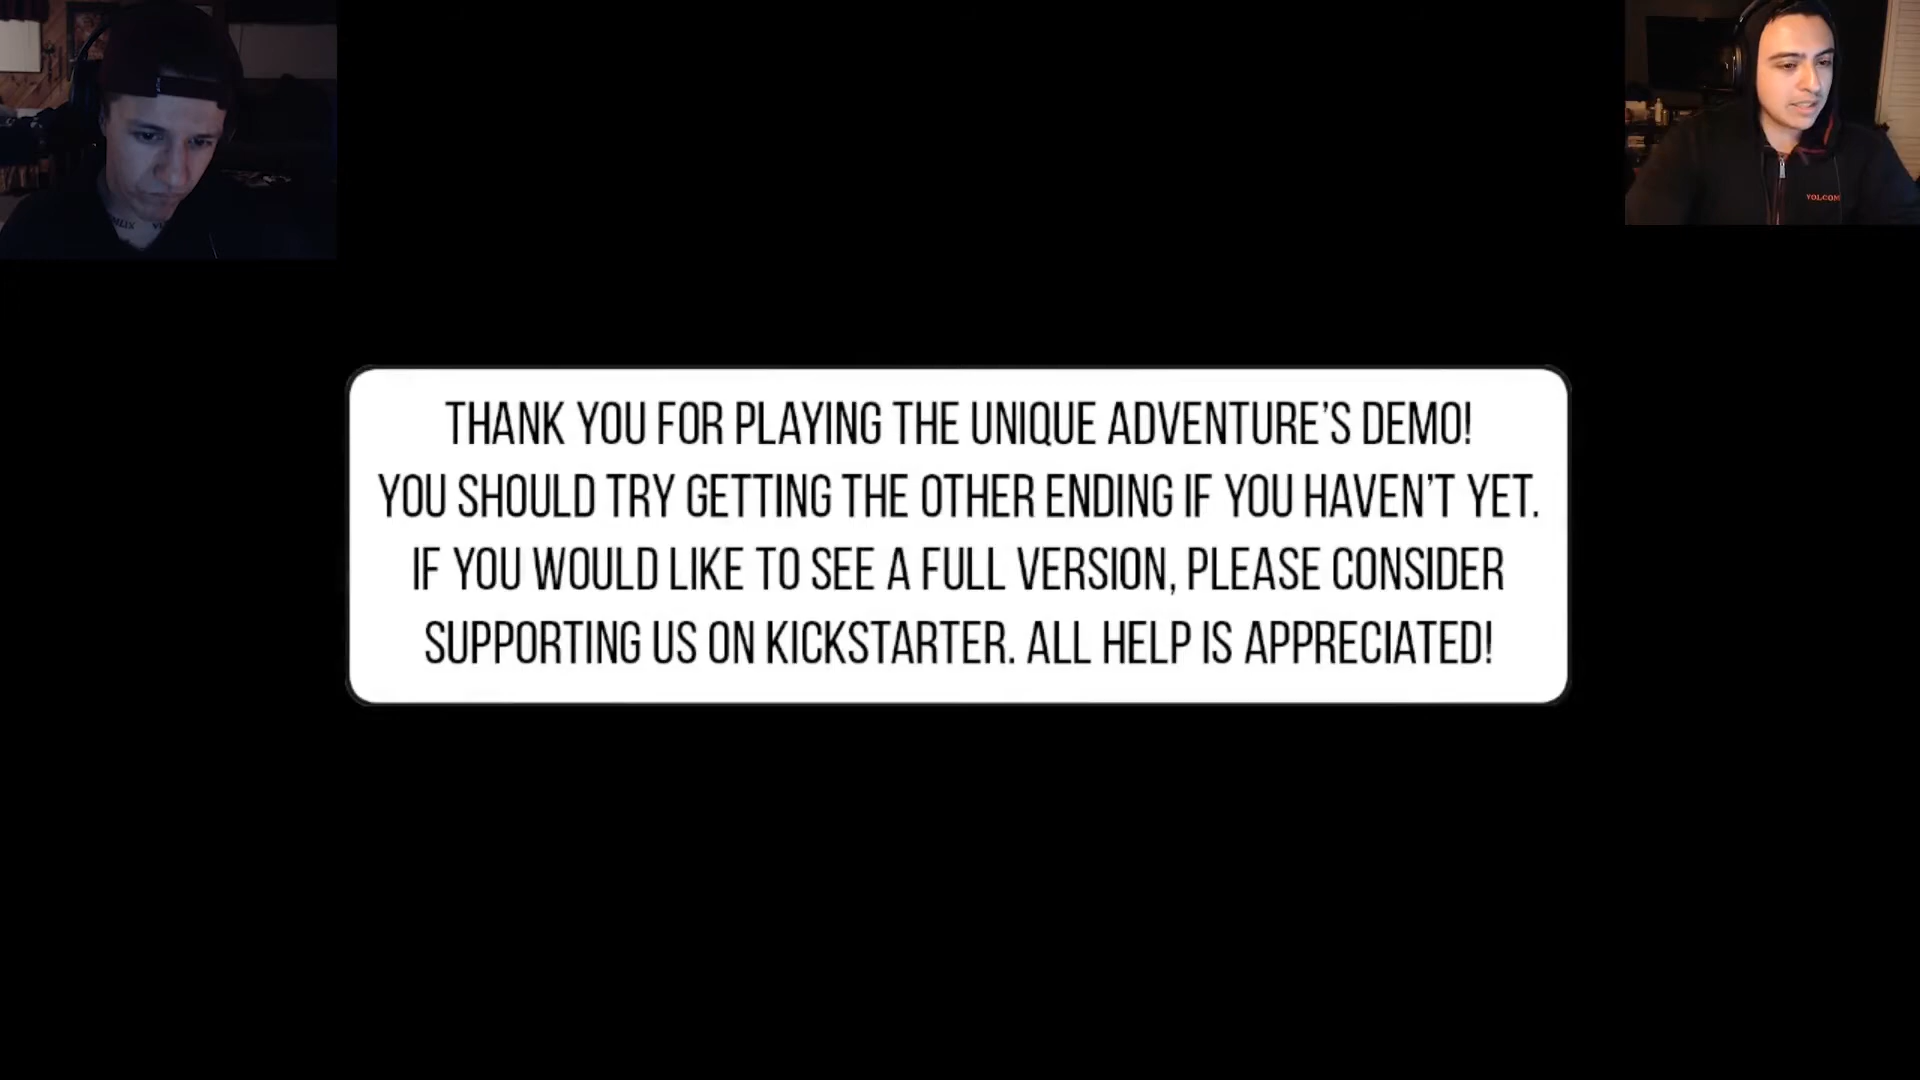 THANK YOU FOR PLAYING THE UNIQUE ADVENTURE'S DEMO!
YOU SHOULD TRY GETTING THE OTHER ENDING IF YOU HAVEN'T YET.
IF YOU WOULD LIKE TO SEE A FULL VERSION, PLEASE CONSIDER
SUPPORTING US ON KICKSTARTER. ALL HELP IS APPRECIATED!
VOLCOM